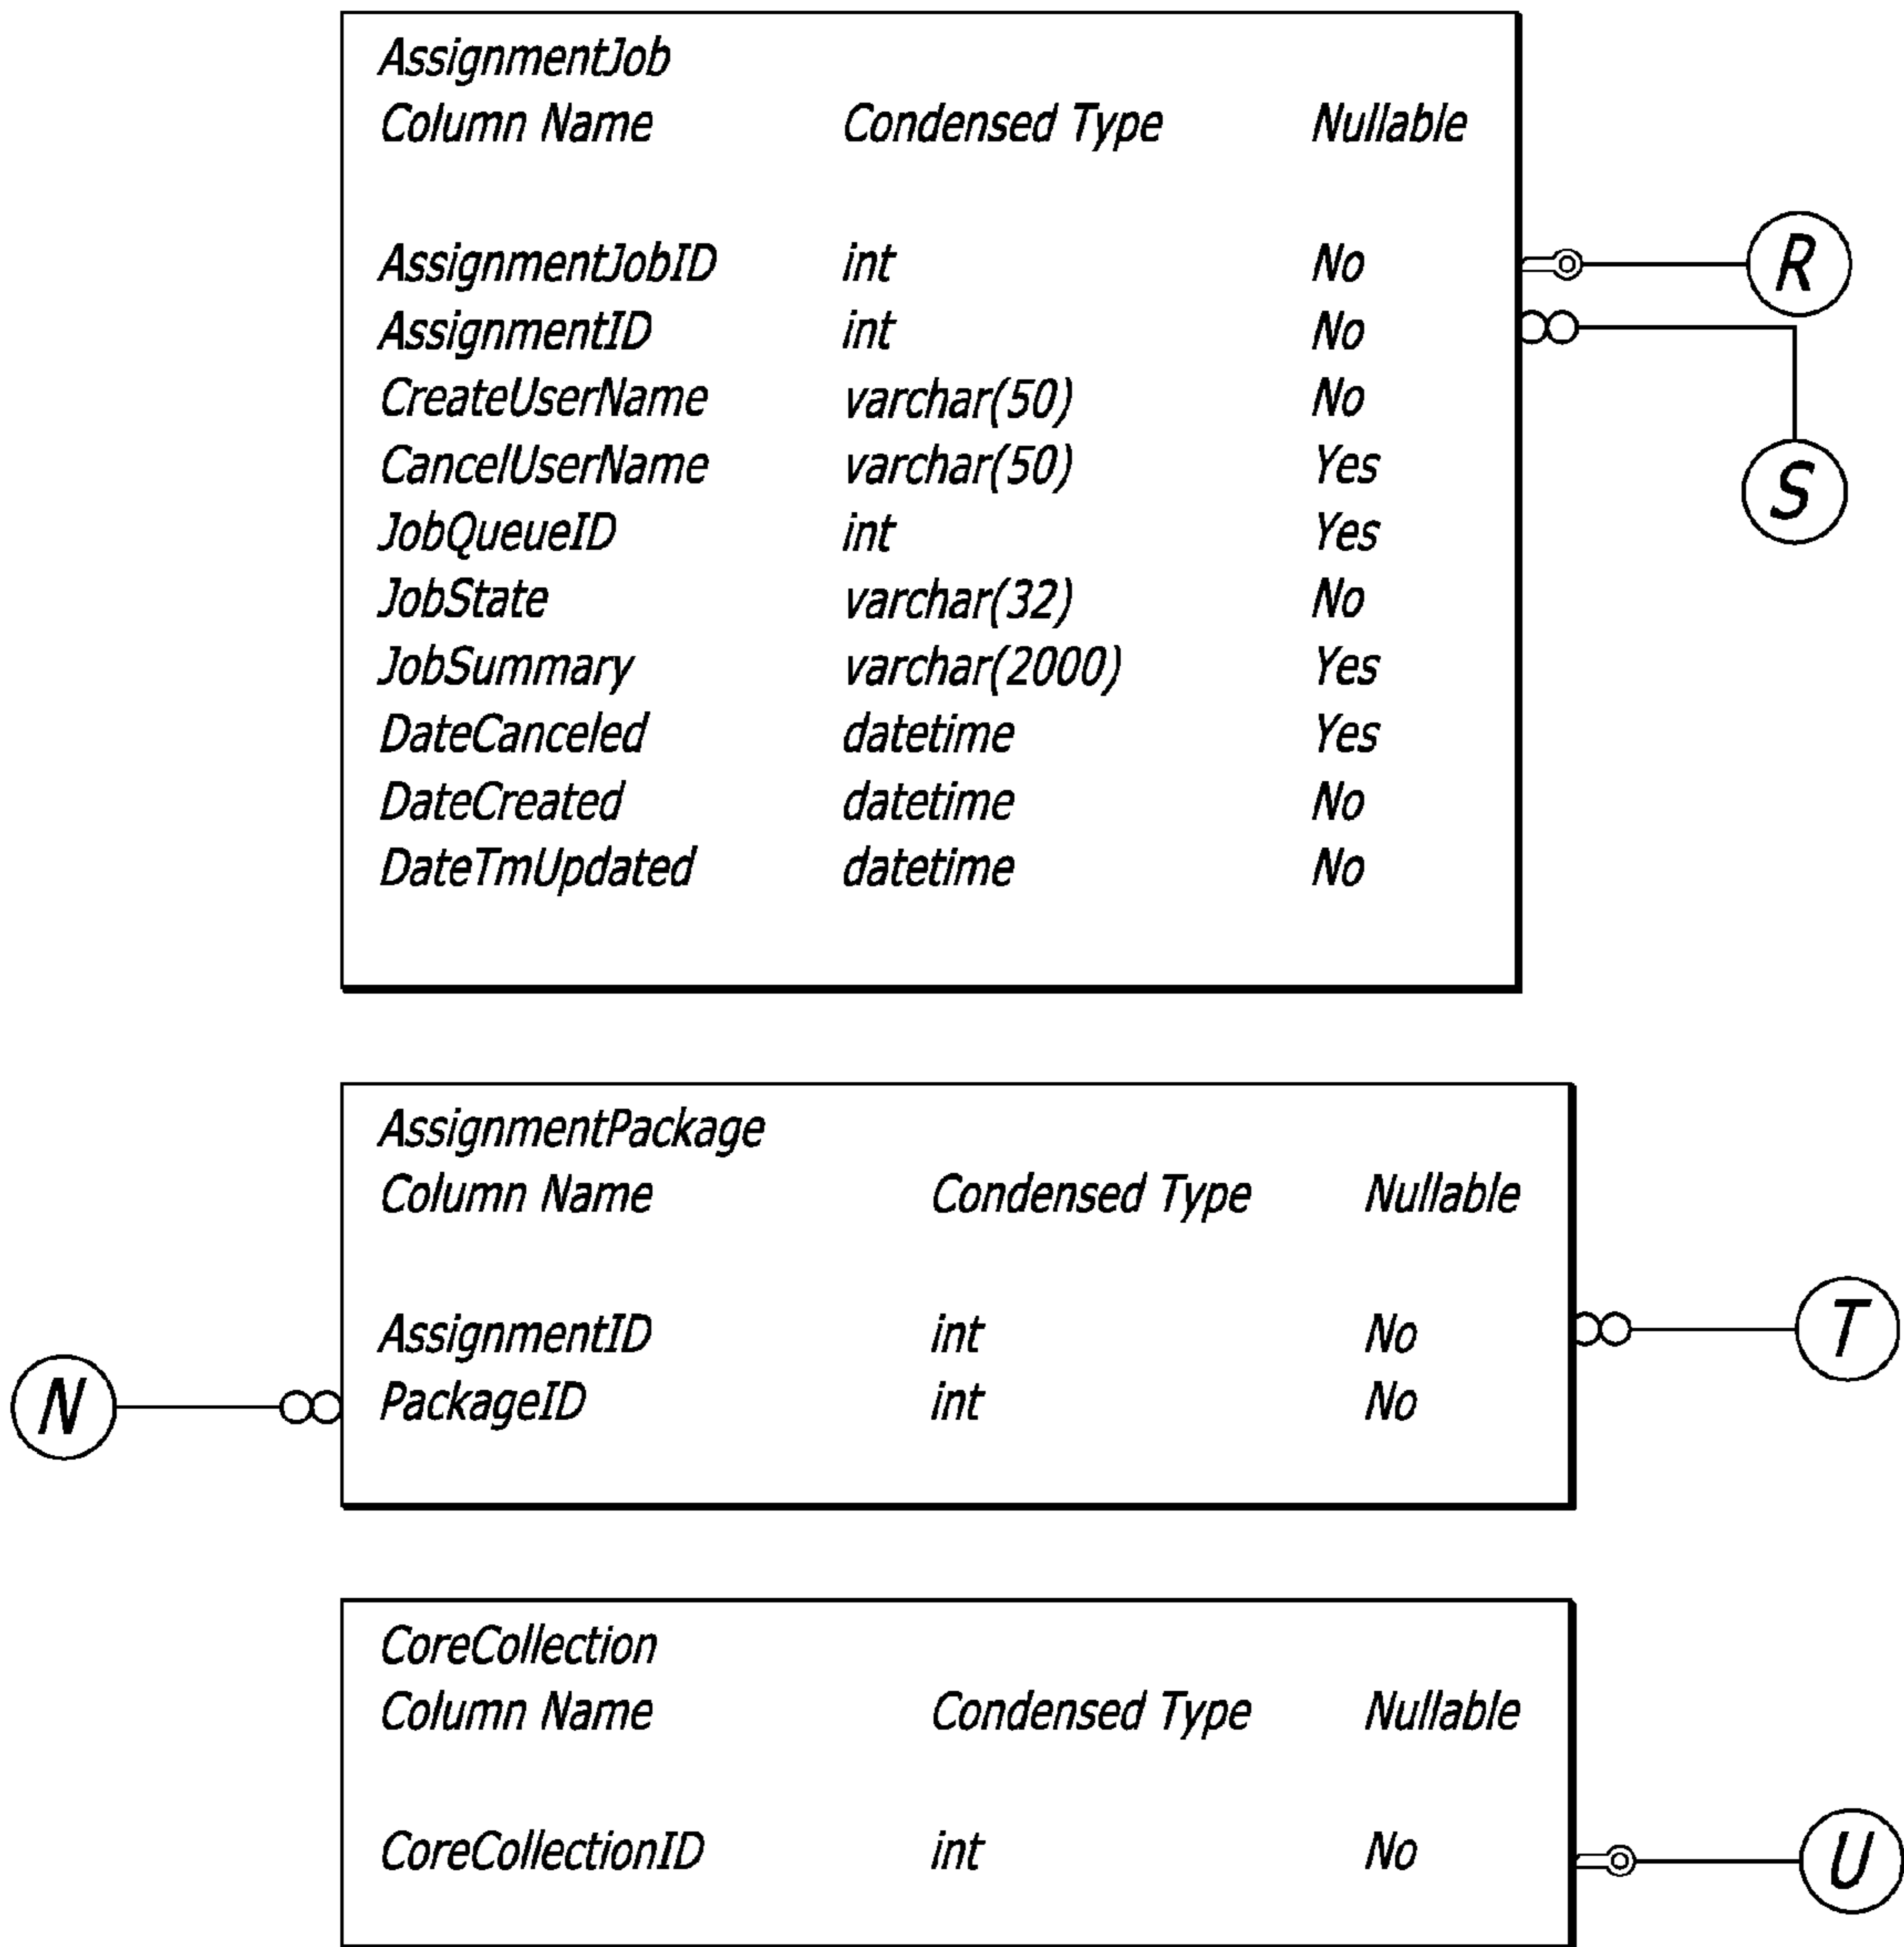 AssignmentJob
Column Name Condensed Type Nullable
AssignmentJobID int No R
AssignmentID int No
CreateUserName varchar(50) No
CancelUserName varchar(50) Yes
S
JobQueueID int Yes
JobState varchar(32) No
JobSummary varchar(2000) Yes
DateCanceled datetime Yes
DateCreated datetime No
DateTmUpdated datetime No
AssignmentPackage
Column Name Condensed Type Nullable
AssignmentID int No T
N PackageID int No
CoreCollection
Column Name Condensed Type Nullable
CoreCollectionID int No U